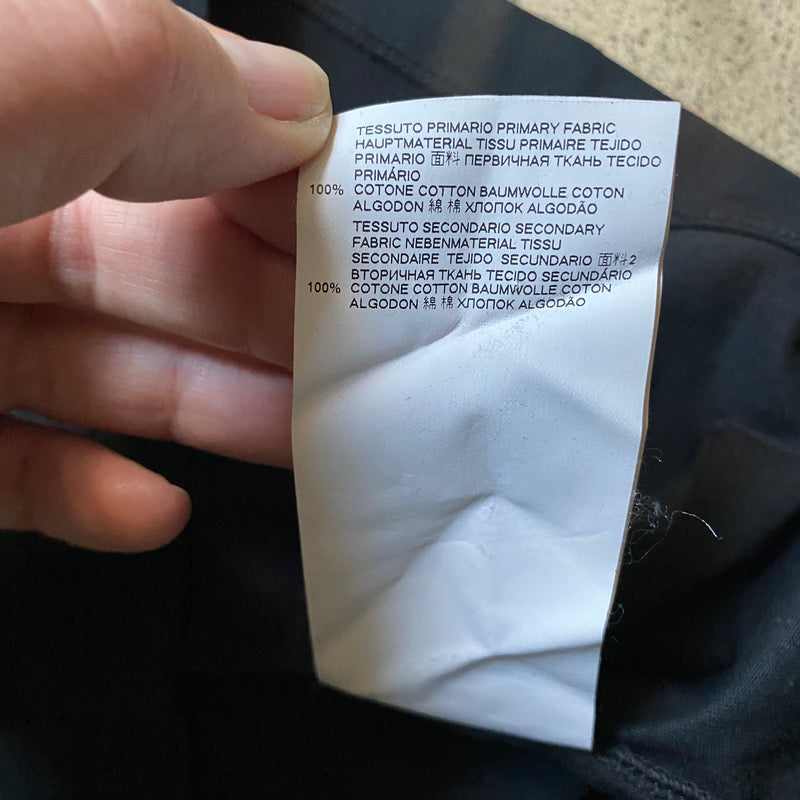 TESSUTO PRIMARIO PRIMARY FABRIC
HAUPTMATERIAL TISSU PRIMAIRE TEJIDO
PRIMARIO 面料 ПЕРВИЧНАЯ ТКАНЬ TECIDO
PRIMÁRIO
100% COTONE COTTON BAUMWOLLE COTON
ALGODON 綿 棉 ХЛОПОК ALGODÃO
TESSUTO SECONDARIO SECONDARY
FABRIC NEBENMATERIAL TISSU
SECONDAIRE TEJIDO SECUNDARIO 面料2
ВТОРИЧНАЯ ТКАНЬ TECIDO SECUNDÁRIO
100% COTONE COTTON BAUMWOLLE COTON
ALGODON 綿 棉 ХЛОПОК ALGODÃO